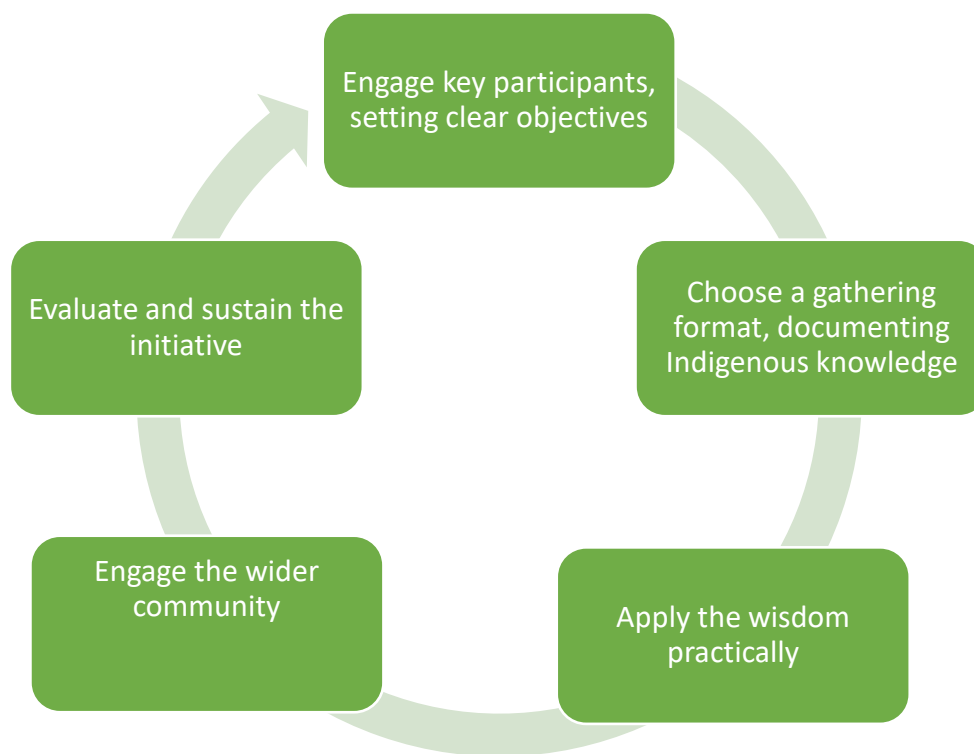 Engage key participants,
setting clear objectives
Choose a gathering
format, documenting
Indigenous knowledge
Apply the wisdom
practically
Engage the wider
community
Evaluate and sustain the
initiative